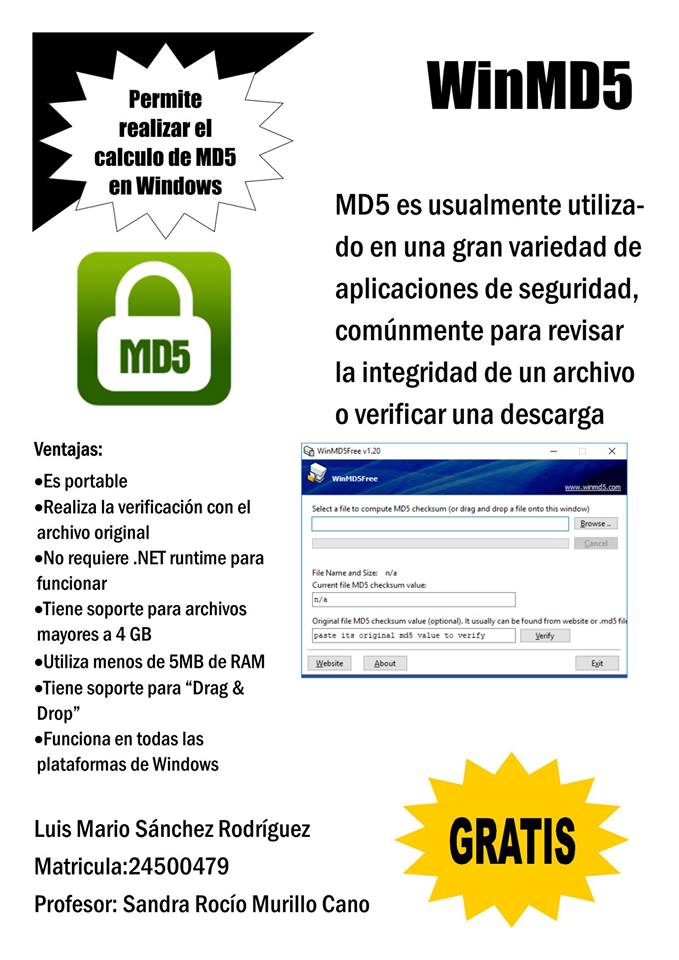 Permite
realizar el
calculo de MD5
en Windows
WinMD5
MD5 es usualmente utiliza-
do en una gran variedad de
aplicaciones de seguridad,
comúnmente para revisar
la integridad de un archivo
o verificar una descarga
MD5
Ventajas:
•Es portable
•Realiza la verificación con el
archivo original
•No requiere .NET runtime para
funcionar
•Tiene soporte para archivos
mayores a 4 GB
•Utiliza menos de 5MB de RAM
•Tiene soporte para “Drag &
Drop”
•Funciona en todas las
plataformas de Windows
WinMD5Free v1.20
WinMD5Free
www.winmd5.com
Select a file to compute MD5 checksum (or drag and drop a file onto this window)
Browse ..
Cancel
File Name and Size: n/a
Current file MD5 checksum value:
n/a
Original file MD5 checksum value (optional). It usually can be found from website or .md5 file
paste its original md5 value to verify
Verify
Website
About
Exit
Luis Mario Sánchez Rodríguez
Matricula:24500479
Profesor: Sandra Rocío Murillo Cano
GRATIS